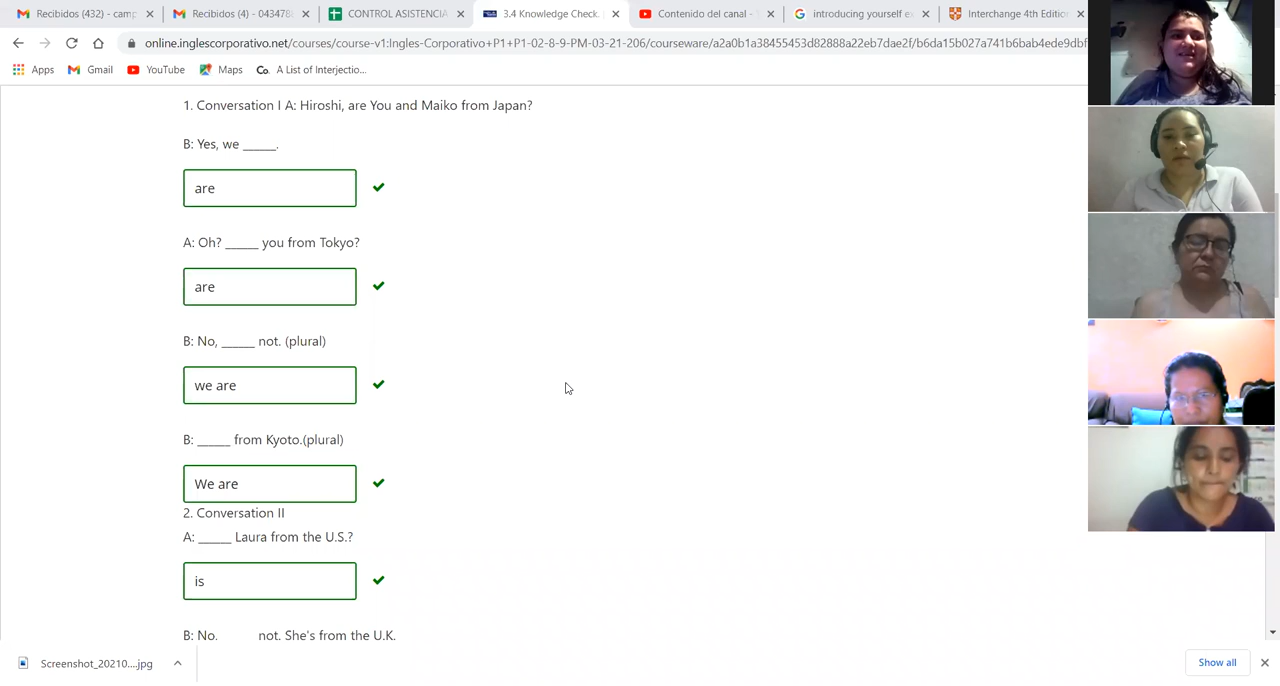 Recibidos (432) - camp
Recibidos (4) - 043478
CONTROL ASISTENCIA
3.4 Knowledge Check.
Contenido del canal -
introducing yourself e
Interchange 4th Edition
online.inglescorporativo.net/courses/course-v1:Ingles-Corporativo+P1+P1-02-8-9-PM-03-21-206/courseware/a2a0b1a38455453d82888a22eb7dae2f/b6da15b027a741b6bab4ede9dbf
Apps
Gmail
YouTube
Maps
Co. A List of Interjectio...
1. Conversation I A: Hiroshi, are You and Maiko from Japan?
B: Yes, we _____.
are
A: Oh? _____ you from Tokyo?
are
B: No, _____ not. (plural)
we are
B: _____ from Kyoto.(plural)
We are
2. Conversation II
A: _____ Laura from the U.S.?
is
B: No. _____ not. She's from the U.K.
Screenshot_20210....jpg
Show all